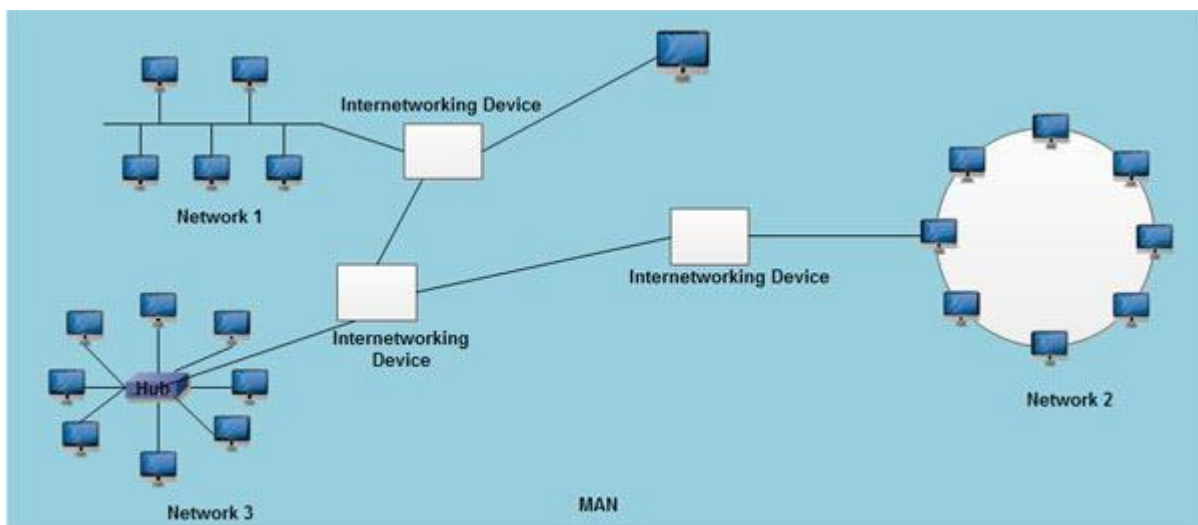 Internetworking Device
Network 1
Internetworking Device
Internetworking
Device
Hub
Network 2
Network 3
MAN